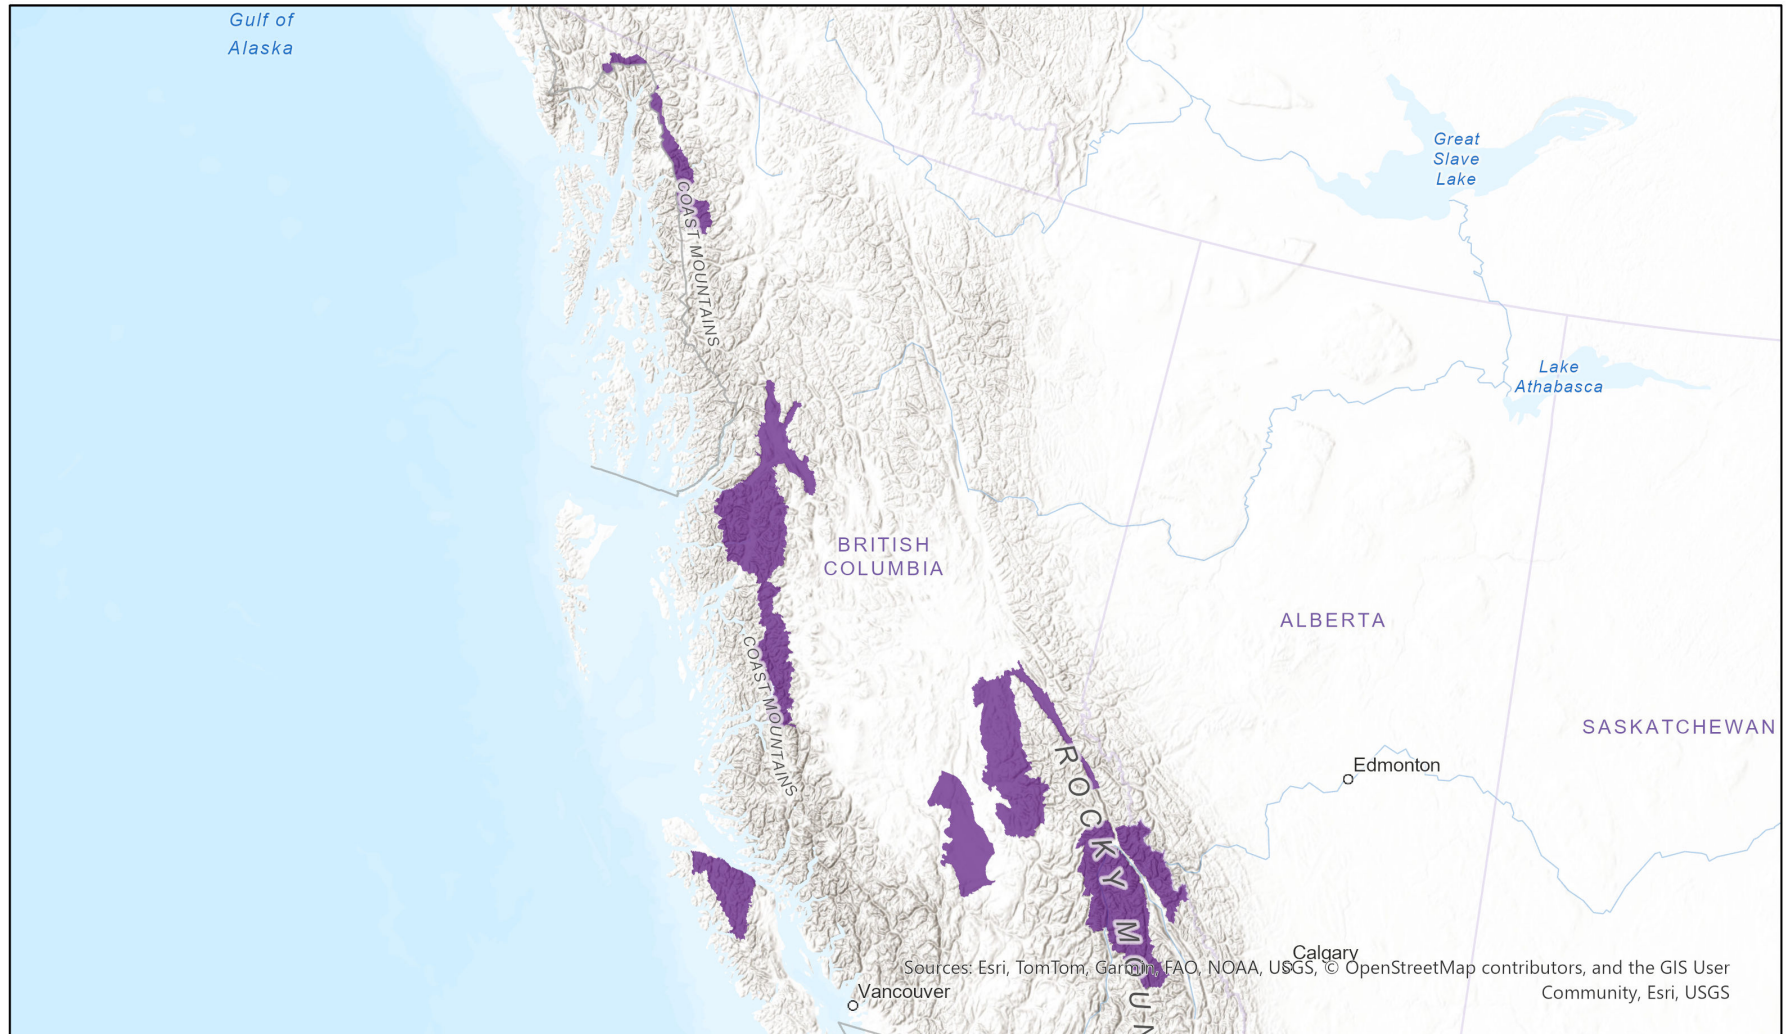 Gulf of
Alaska
Great
Slave
Lake
COAST MOUNTAINS
Lake
Athabasca
BRITISH
COLUMBIA
ALBERTA
COAST MOUNTAINS
SASKATCHEWAN
Edmonton
ROCKY MOUN
Calgary
Sources: Esri, TomTom, Garmin, FAO, NOAA, USGS, © OpenStreetMap contributors, and the GIS User
Community, Esri, USGS
Vancouver